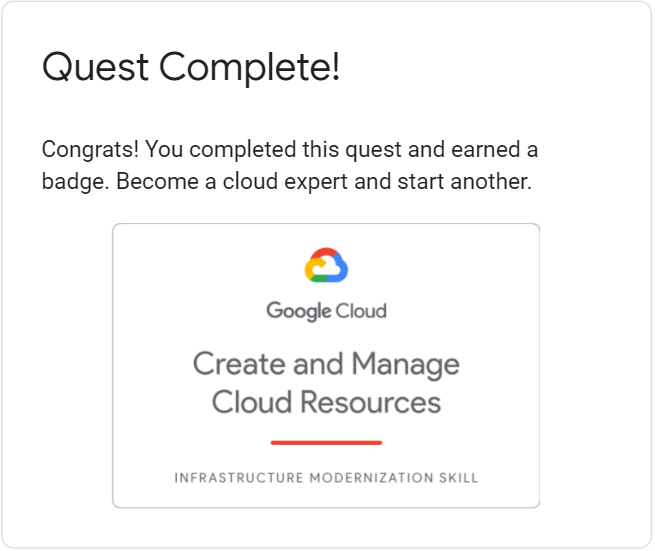 Quest Complete!
Congrats! You completed this quest and earned a
badge. Become a cloud expert and start another.
Google Cloud
Create and Manage
Cloud Resources
INFRASTRUCTURE MODERNIZATION SKILL